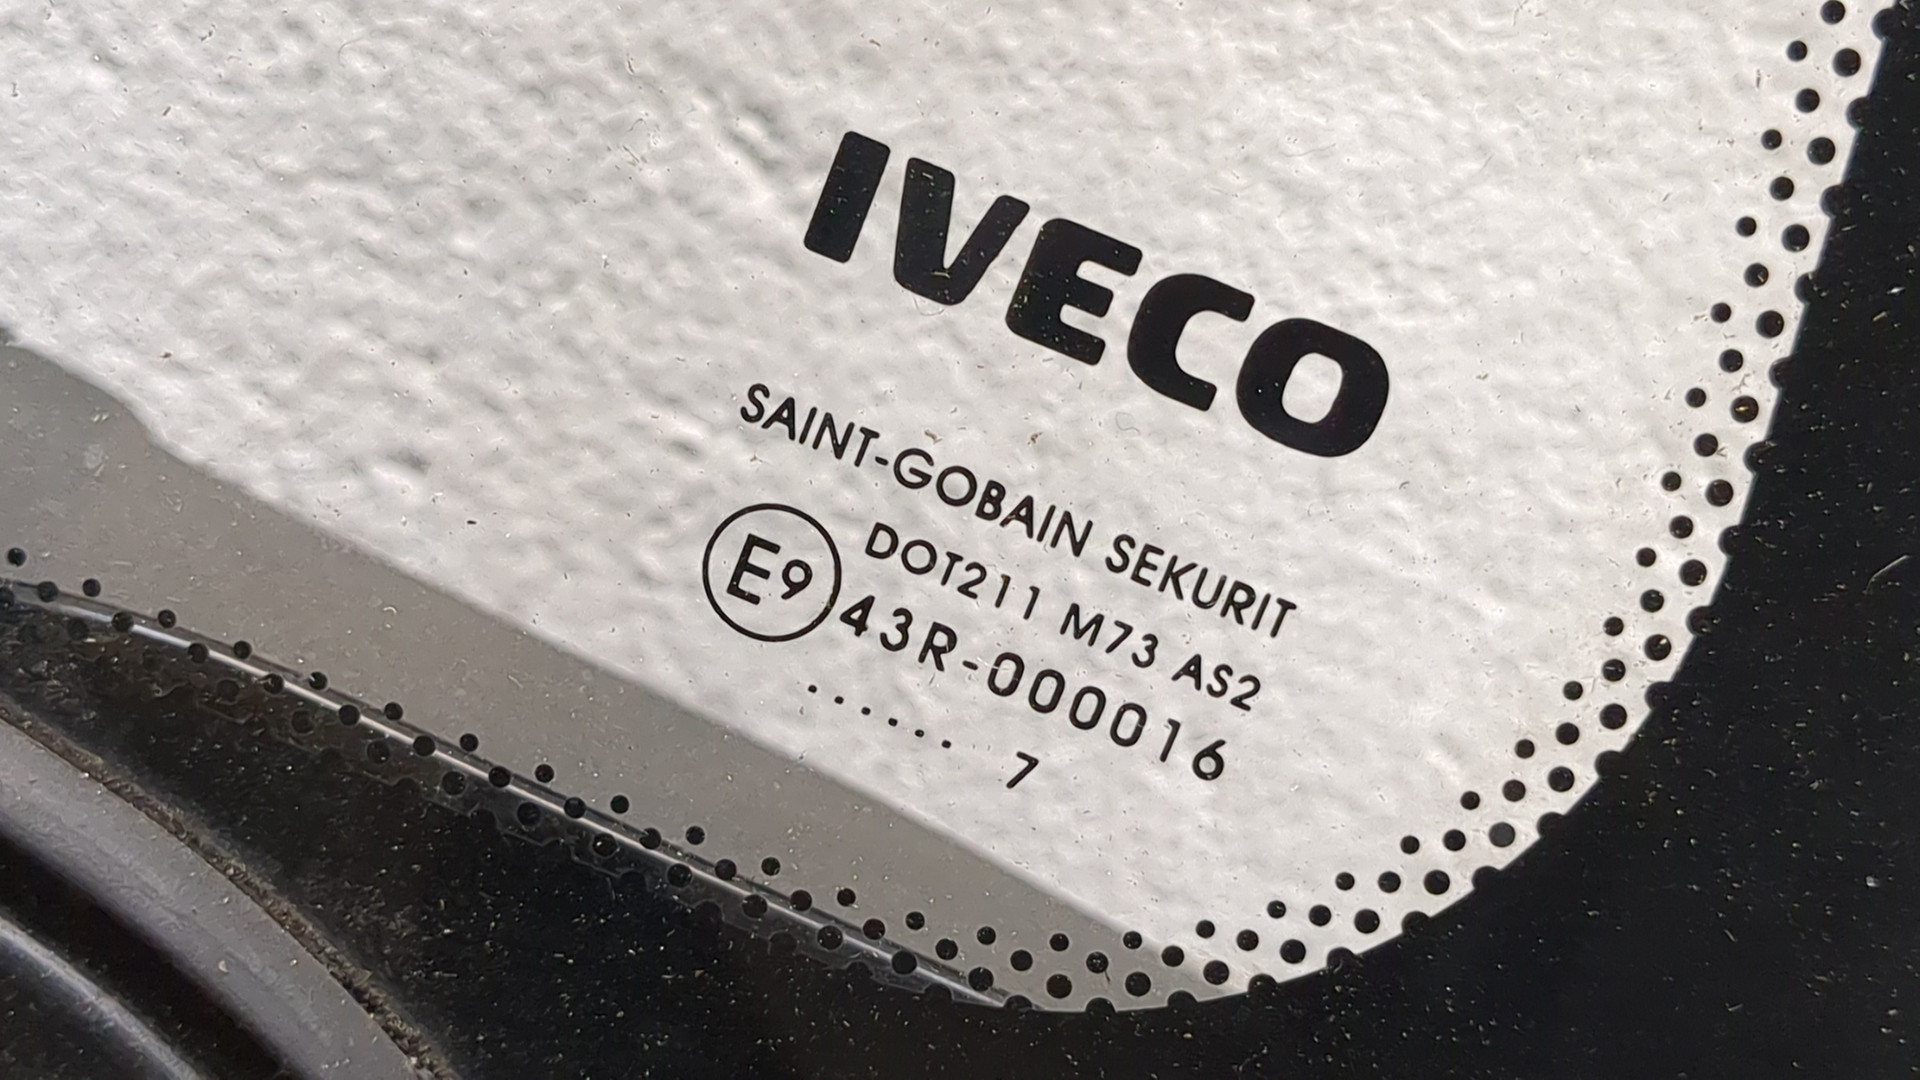 IVECO
SAINT-GOBAIN SEKURIT
DOT211 M73 AS2
E9 43R-000016
...... 7